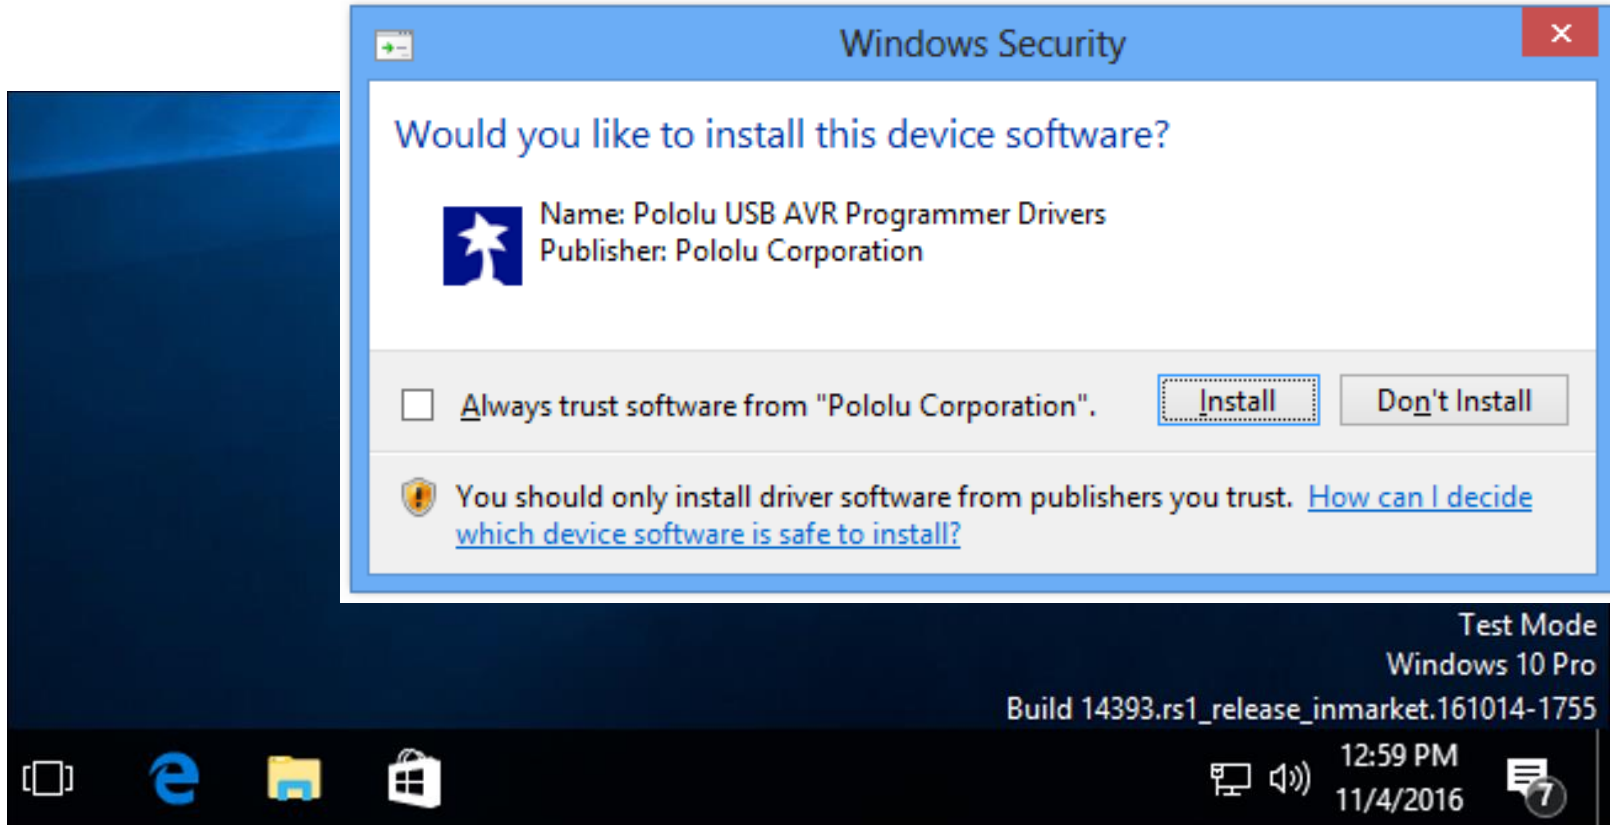 Windows Security
Would you like to install this device software?
Name: Pololu USB AVR Programmer Drivers
Publisher: Pololu Corporation
Always trust software from "Pololu Corporation".
Install
Don't Install
You should only install driver software from publishers you trust. How can I decide
which device software is safe to install?
Test Mode
Windows 10 Pro
Build 14393.rs1_release_inmarket.161014-1755
12:59 PM
11/4/2016
7